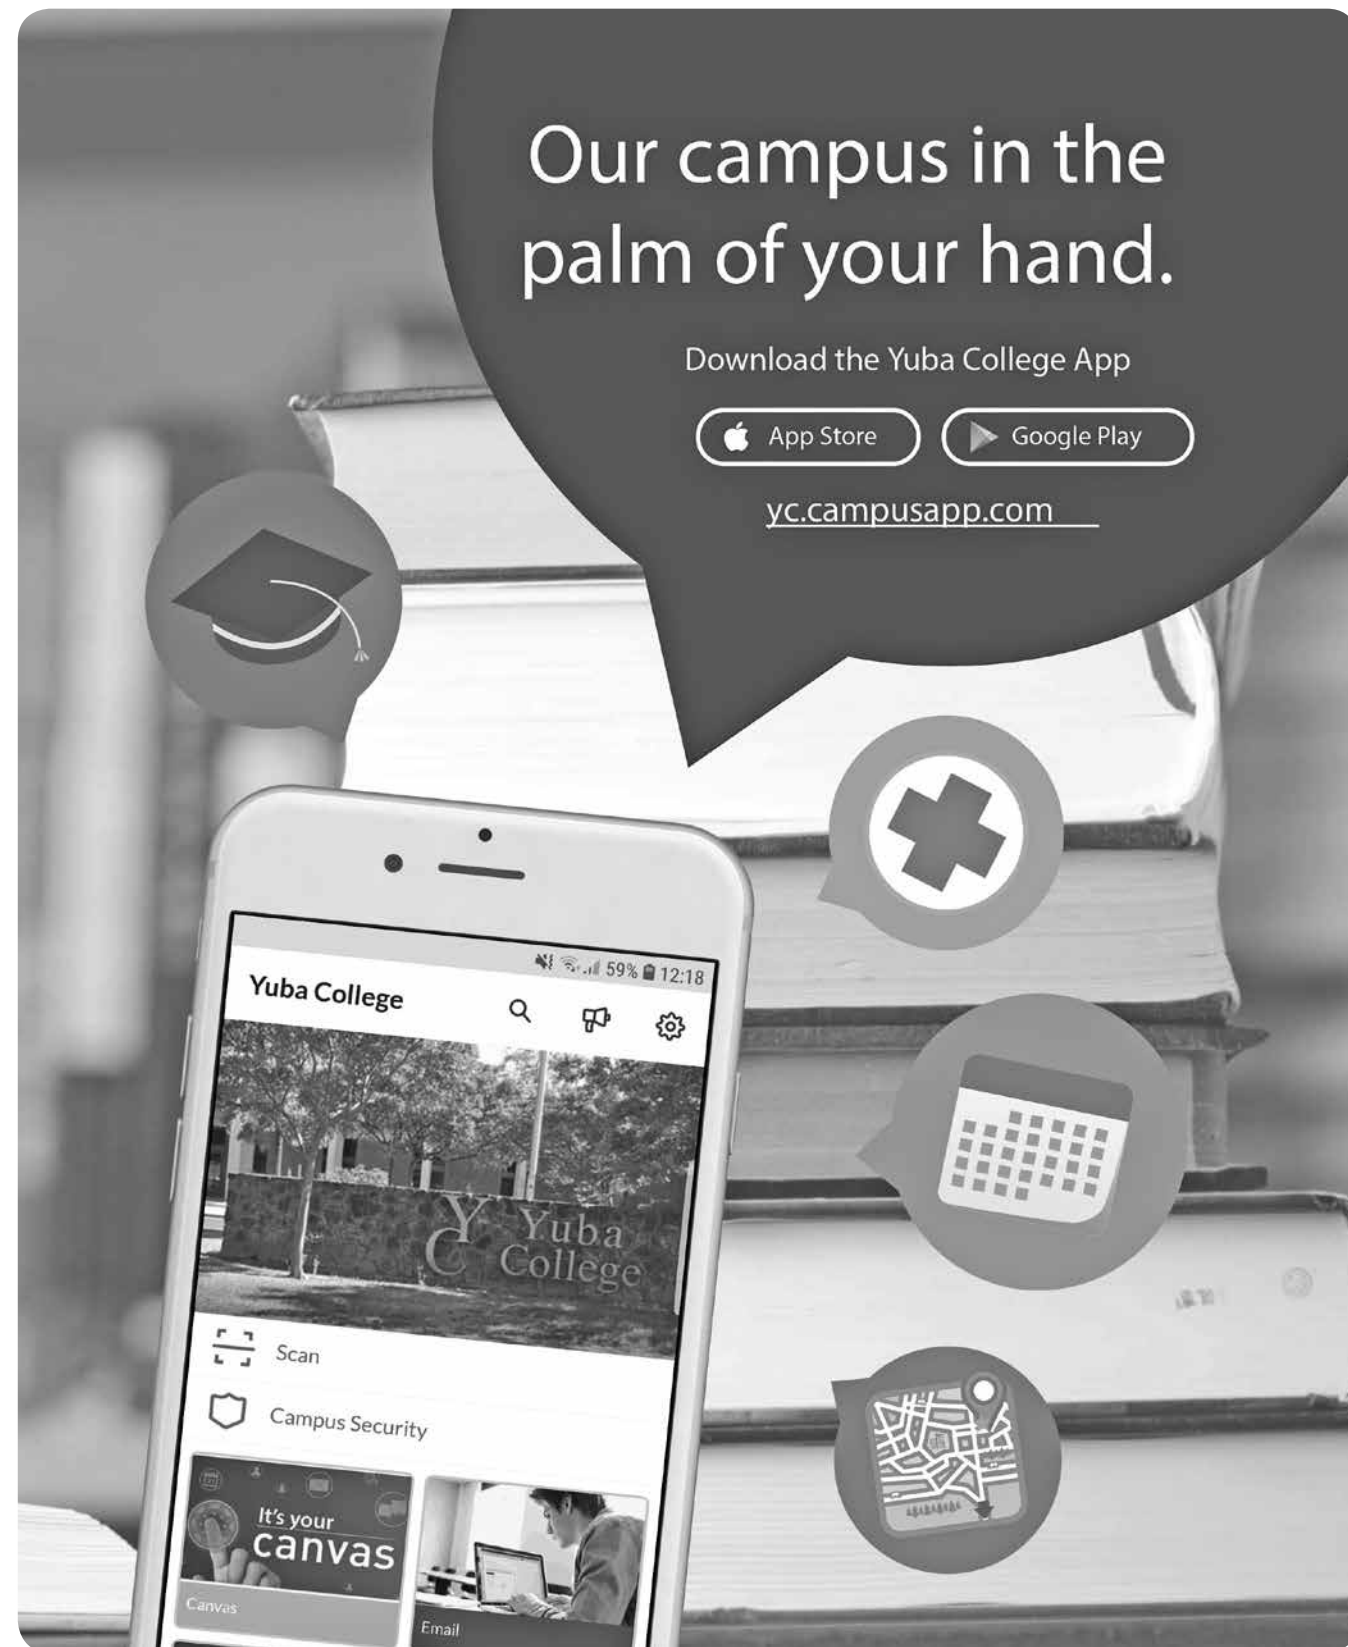 Our campus in the
palm of your hand.
Download the Yuba College App
App Store
Google Play
yc.campusapp.com
59% 12:18
Yuba College
Y Yuba
C College
Scan
Campus Security
It's your
canvas
Canvas
Email